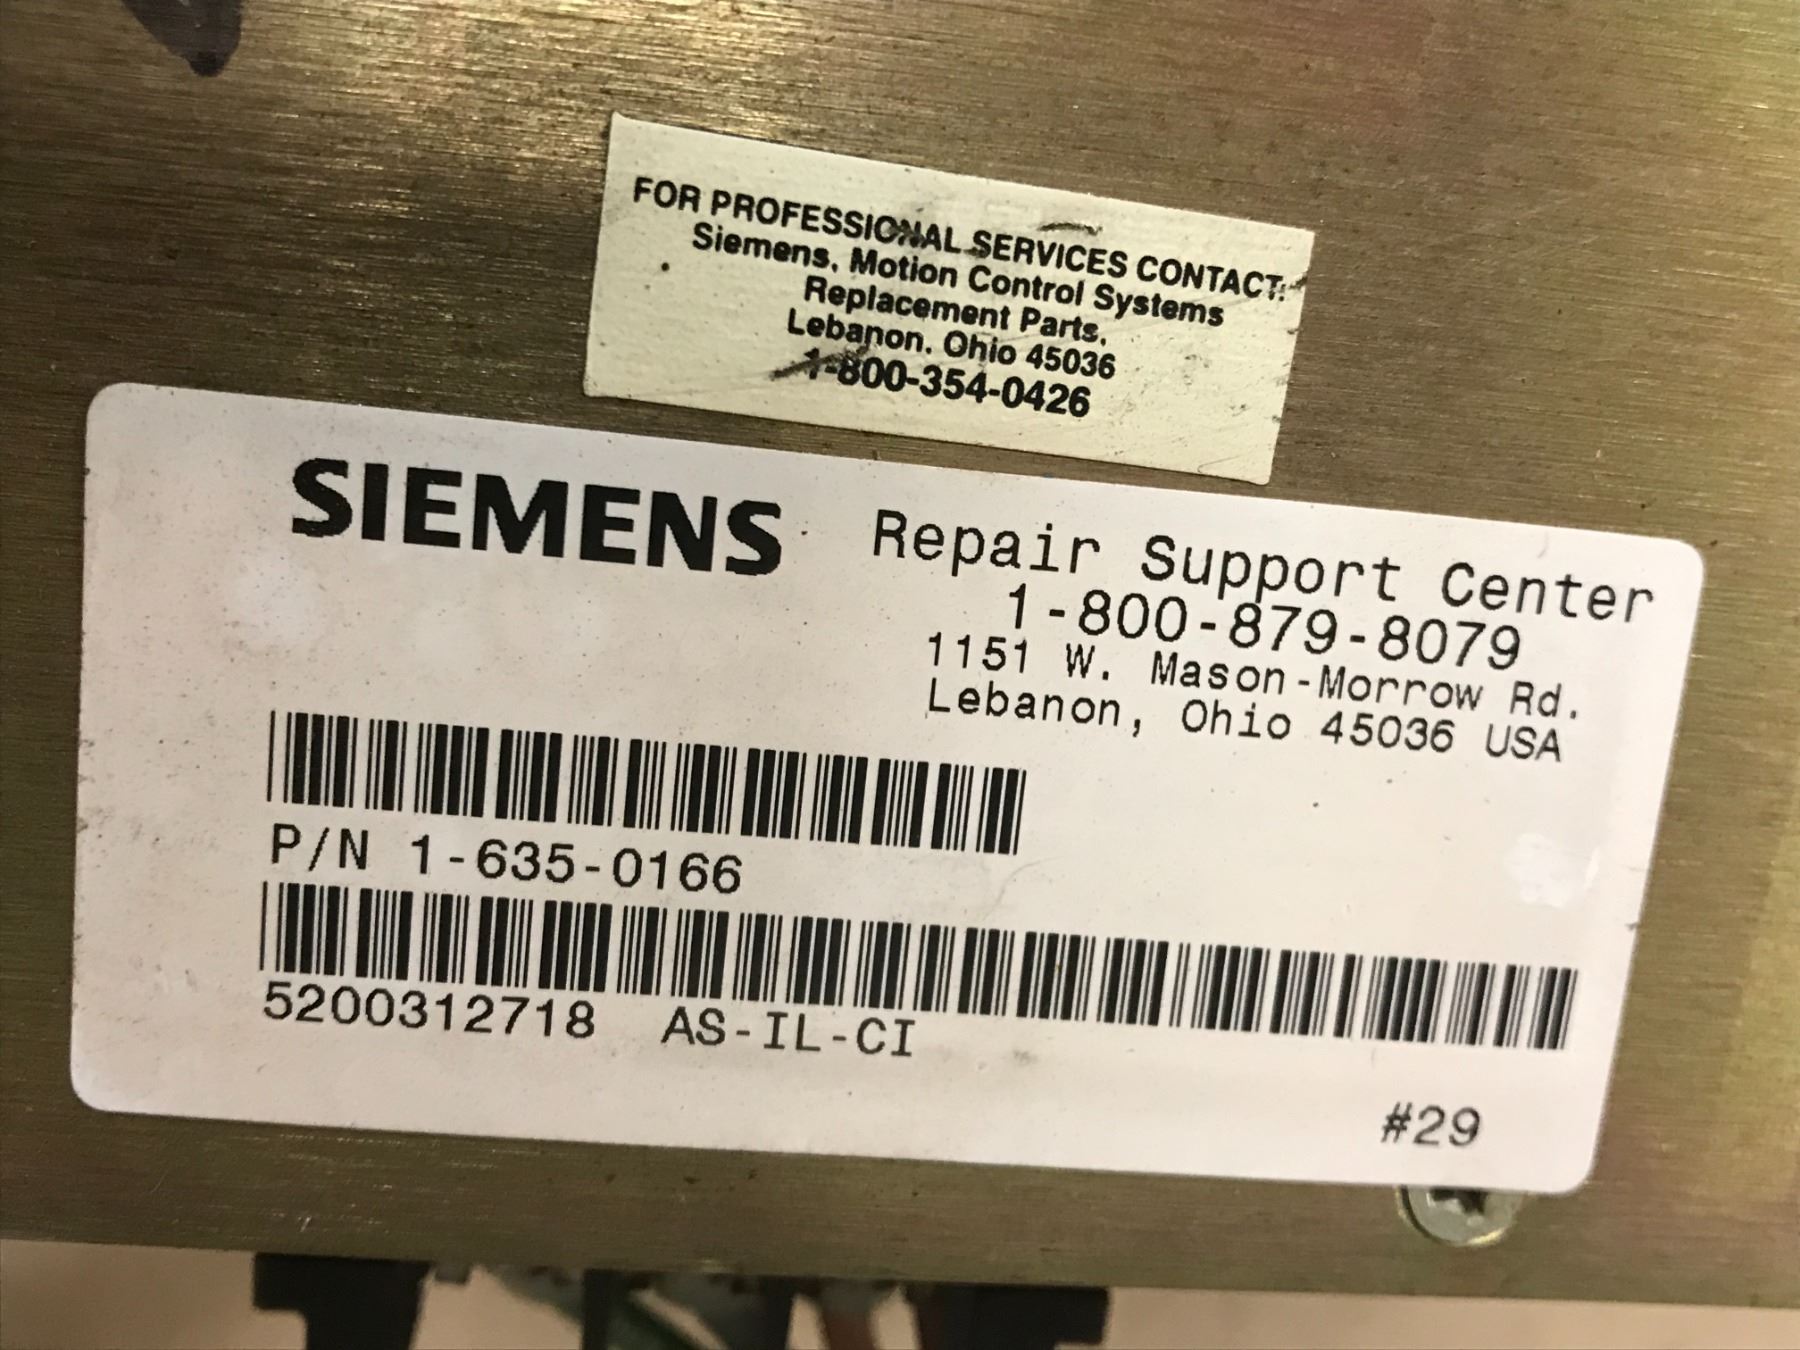 FOR PROFESSIONAL SERVICES CONTACT:
Siemens, Motion Control Systems
Replacement Parts,
Lebanon, Ohio 45036
1-800-354-0426
SIEMENS Repair Support Center
1-800-879-8079
1151 W. Mason-Morrow Rd.
Lebanon, Ohio 45036 USA
P/N 1-635-0166
5200312718 AS-IL-CI
#29